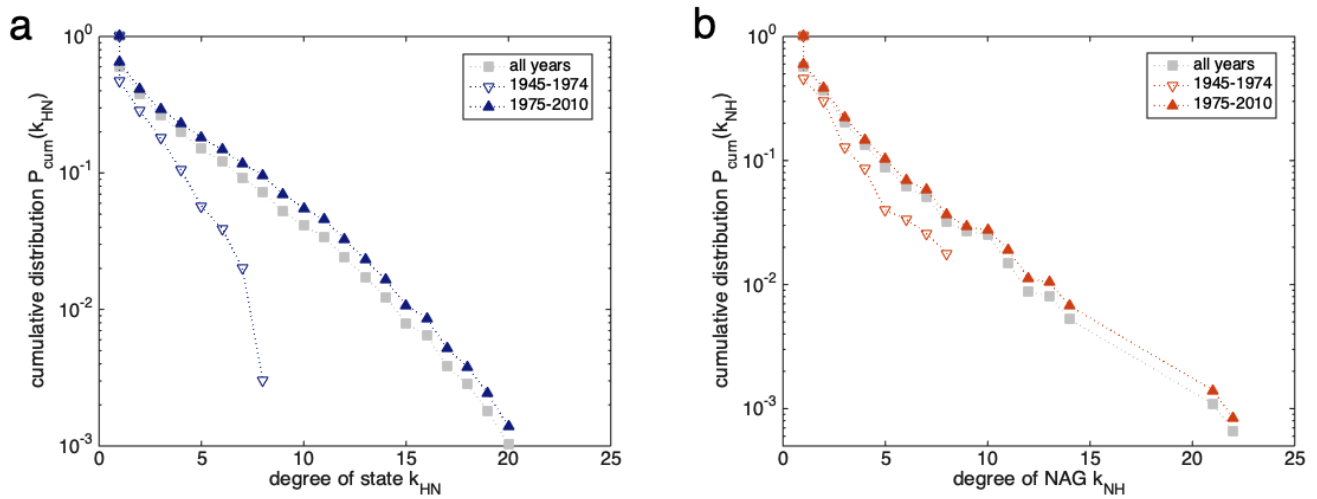 a
10^0
10^-1
10^-2
10^-3
cumulative distribution P_cum(k_HN)
all years
1945-1974
1975-2010
0 5 10 15 20 25
degree of state k_HN
b
10^0
10^-1
10^-2
10^-3
cumulative distribution P_cum(k_NH)
all years
1945-1974
1975-2010
0 5 10 15 20 25
degree of NAG k_NH